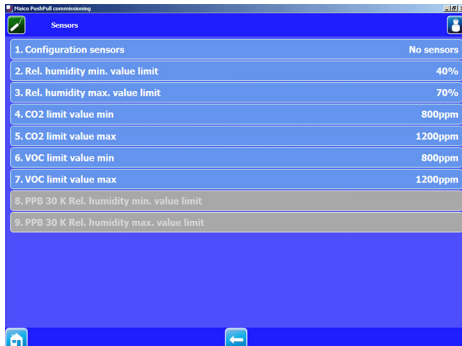 Maico PushPull commissioning
Sensors
1. Configuration sensors No sensors
2. Rel. humidity min. value limit 40%
3. Rel. humidity max. value limit 70%
4. CO2 limit value min 800ppm
5. CO2 limit value max 1200ppm
6. VOC limit value min 800ppm
7. VOC limit value max 1200ppm
8. PPB 30 K Rel. humidity min. value limit
9. PPB 30 K Rel. humidity max. value limit